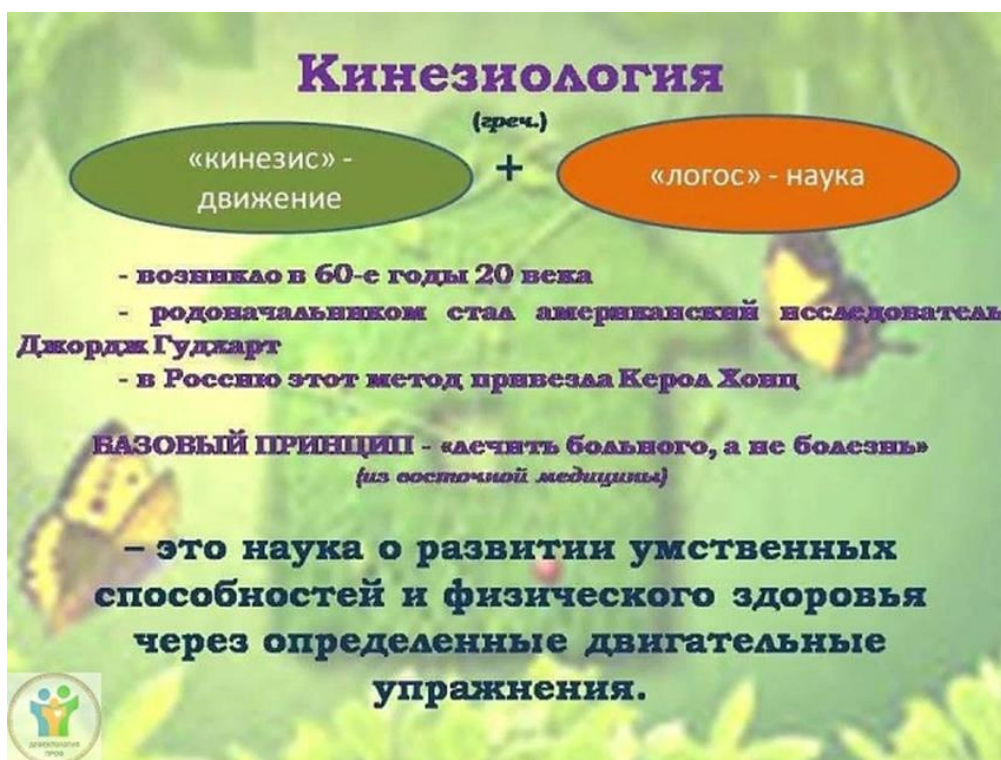 Кинезиология
(греч.)
«кинезис» -
движение
+
«логос» - наука
- возникло в 60-е годы 20 века
- родоначальником стал американский исследователь
Джордж Гудхарт
- в Россию этот метод привезла Керол Хонц
БАЗОВЫЙ ПРИНЦИП - «лечить больного, а не болезнь»
(из восточной медицины)
– это наука о развитии умственных
способностей и физического здоровья
через определенные двигательные
упражнения.
ДЕФЕКТОЛОГИЯ
ПРОФ